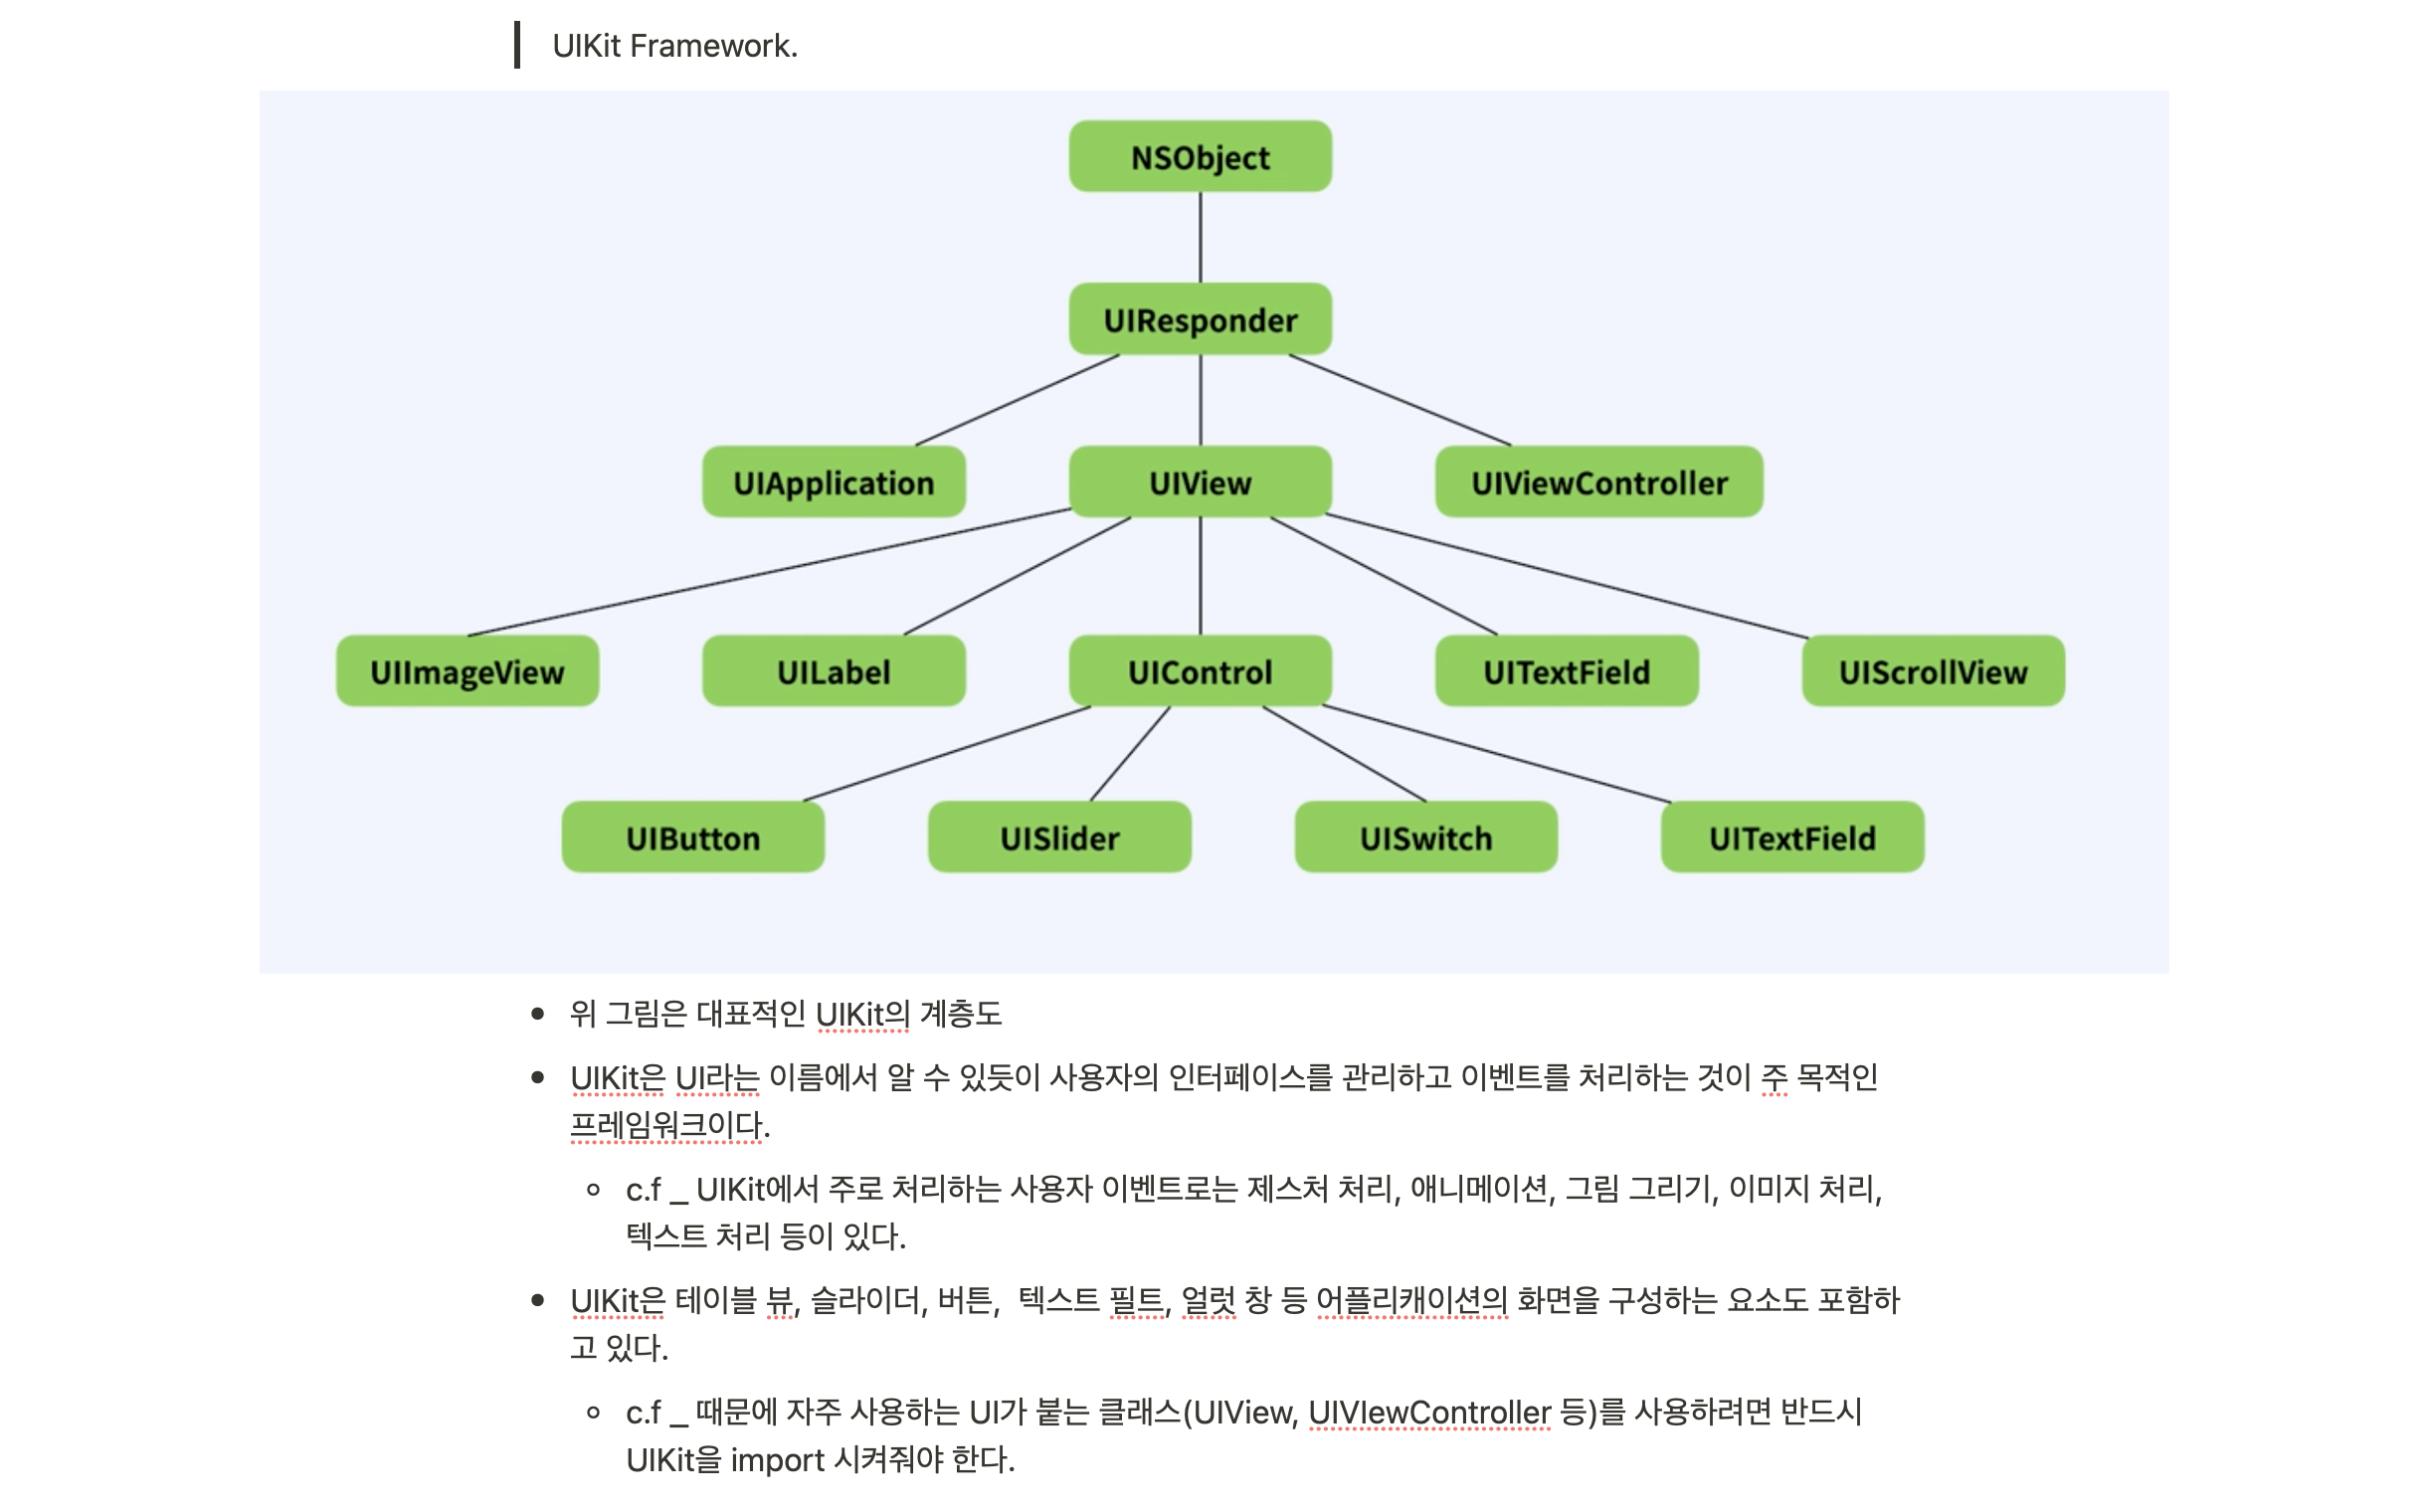 UIKit Framework.
NSObject
UIResponder
UIApplication UIView UIViewController
UIImageView UILabel UIControl UITextField UIScrollView
UIButton UISlider UISwitch UITextField
위 그림은 대표적인 UIKit의 계층도
UIKit은 UI라는 이름에서 알 수 있듯이 사용자의 인터페이스를 관리하고 이벤트를 처리하는 것이 주 목적인
프레임워크이다.
c.f _ UIKit에서 주로 처리하는 사용자 이벤트로는 제스처 처리, 애니메이션, 그림 그리기, 이미지 처리,
텍스트 처리 등이 있다.
UIKit은 테이블 뷰, 슬라이더, 버튼, 텍스트 필트, 얼럿 창 등 어플리캐이션의 화면을 구성하는 요소도 포함하
고 있다.
c.f _ 때문에 자주 사용하는 UI가 붙는 클래스(UIView, UIVIewController 등)를 사용하려면 반드시
UIKit을 import 시켜줘야 한다.